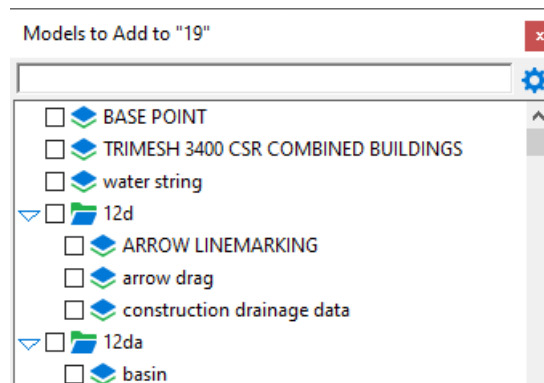 Models to Add to "19"
x
BASE POINT
TRIMESH 3400 CSR COMBINED BUILDINGS
water string
12d
ARROW LINEMARKING
arrow drag
construction drainage data
12da
basin